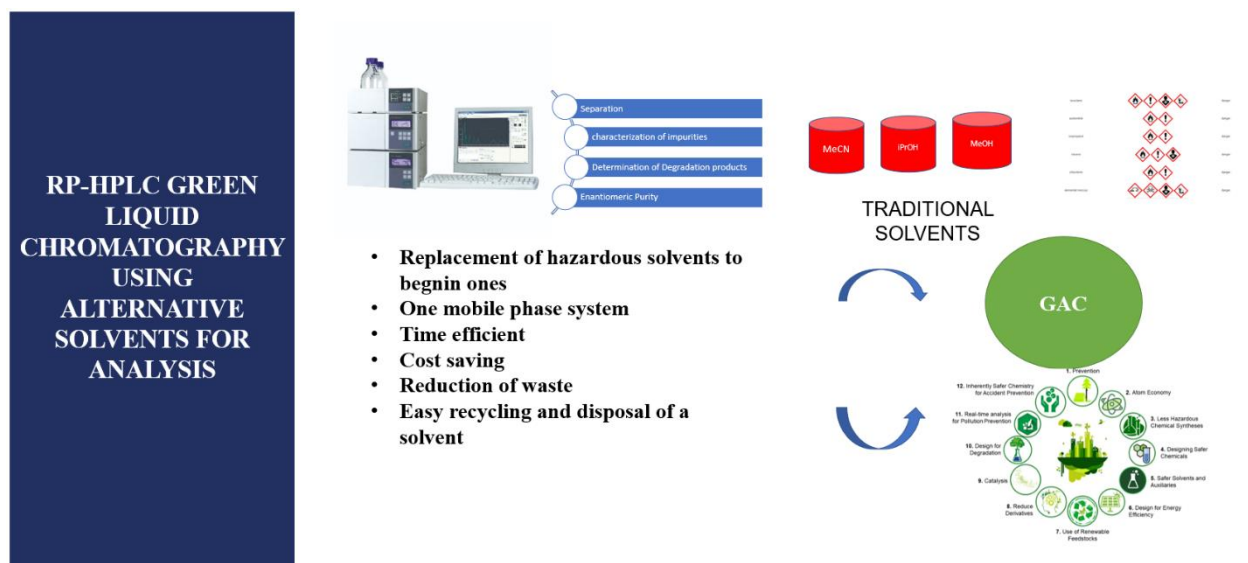 RP-HPLC GREEN
LIQUID
CHROMATOGRAPHY
USING
ALTERNATIVE
SOLVENTS FOR
ANALYSIS
Separation
characterization of impurities
Determination of Degradation products
Enantiomeric Purity
• Replacement of hazardous solvents to
begnin ones
• One mobile phase system
• Time efficient
• Cost saving
• Reduction of waste
• Easy recycling and disposal of a
solvent
MeCN
iPrOH
MeOH
TRADITIONAL
SOLVENTS
GAC
1. Prevention
2. Atom Economy
3. Less Hazardous
Chemical Syntheses
4. Designing Safer
Chemicals
5. Safer Solvents and
Auxiliaries
6. Design for Energy
Efficiency
7. Use of Renewable
Feedstocks
8. Reduce
Derivatives
9. Catalysis
10. Design for
Degradation
11. Real-time analysis
for Pollution Prevention
12. Inherently Safer Chemistry
for Accident Prevention